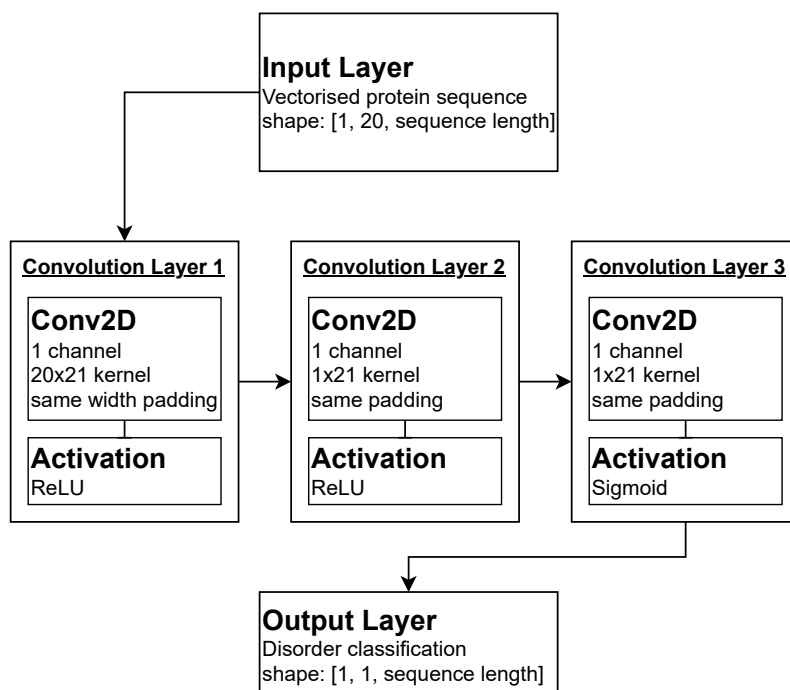 Input Layer
Vectorised protein sequence
shape: [1, 20, sequence length]
Convolution Layer 1
Conv2D
1 channel
20x21 kernel
same width padding
Activation
ReLU
Convolution Layer 2
Conv2D
1 channel
1x21 kernel
same padding
Activation
ReLU
Convolution Layer 3
Conv2D
1 channel
1x21 kernel
same padding
Activation
Sigmoid
Output Layer
Disorder classification
shape: [1, 1, sequence length]